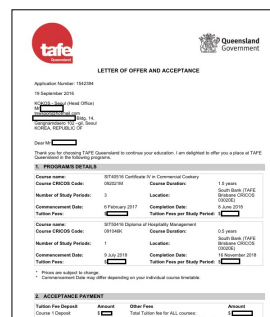 tafe
Queensland
Government
LETTER OF OFFER AND ACCEPTANCE
Application Number: 1542394
19 September 2016
KOKOS - Seoul (Head Office)
Mr
Bldg, 14,
-gil, Seoul
KOREA, REPUBLIC OF
Dear Mr
Thank you for choosing TAFE Queensland to continue your education. I am delighted to offer you a place at TAFE
Queensland in the following programs.
1. PROGRAM/S DETAILS
Course name: SIT40516 Certificate IV in Commercial Cookery
Course CRICOS Code: 092021M Course Duration: 1.5 years
Number of Study Periods: 3 Location: South Bank (TAFE Brisbane CRICOS 03020E)
Commencement Date: 6 February 2017 Completion Date: 8 June 2018
Tuition Fees: $ Tuition Fees per Study Period: $
Course name: SIT50416 Diploma of Hospitality Management
Course CRICOS Code: 091049K Course Duration: 0.5 years
Number of Study Periods: 1 Location: South Bank (TAFE Brisbane CRICOS 03020E)
Commencement Date: 9 July 2018 Completion Date: 16 November 2018
Tuition Fees: $ Tuition Fees per Study Period: $
* Prices are subject to change.
* Commencement Date may differ depending on your individual course timetable.
2. ACCEPTANCE PAYMENT
Tuition Fee Deposit Amount Other Fees Amount
Course 1 Deposit $ Total Tuition fee for ALL courses: $